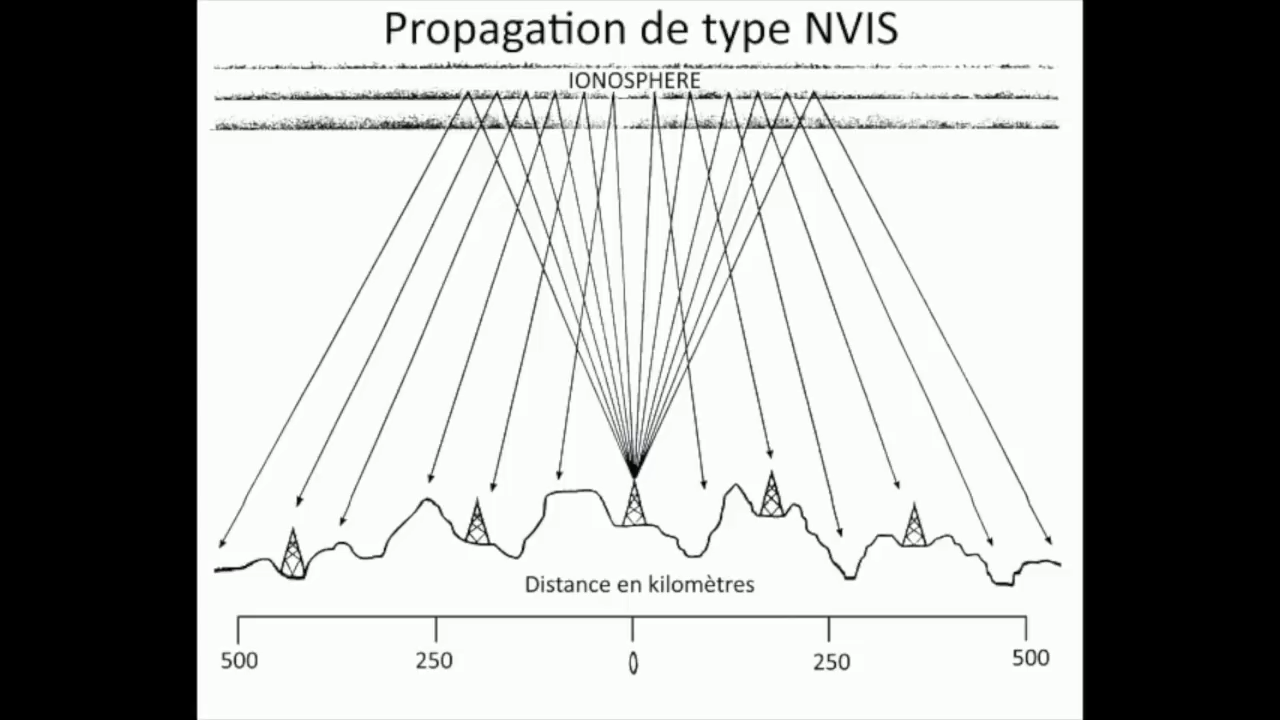 Propagation de type NVIS
IONOSPHERE
Distance en kilomètres
500 250 0 250 500